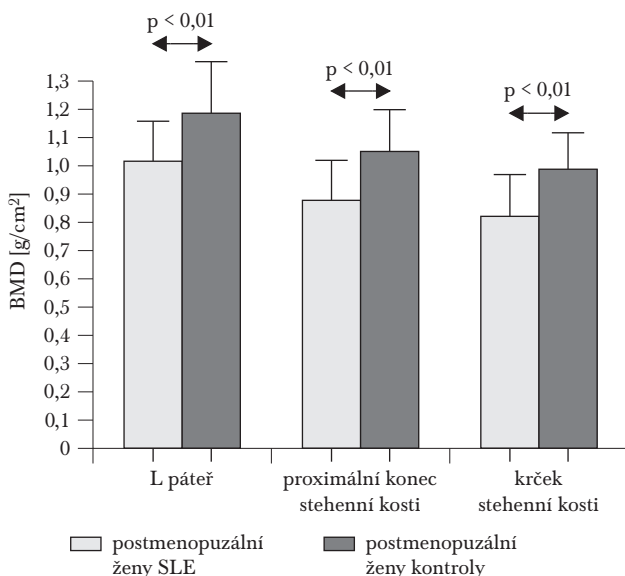 p < 0,01
p < 0,01
p < 0,01
BMD [g/cm²]
1,3
1,2
1,1
1,0
0,9
0,8
0,7
0,6
0,5
0,4
0,3
0,2
0,1
0
L páteř
proximální konec
stehenní kosti
krček
stehenní kosti
postmenopuzální
ženy SLE
postmenopuzální
ženy kontroly